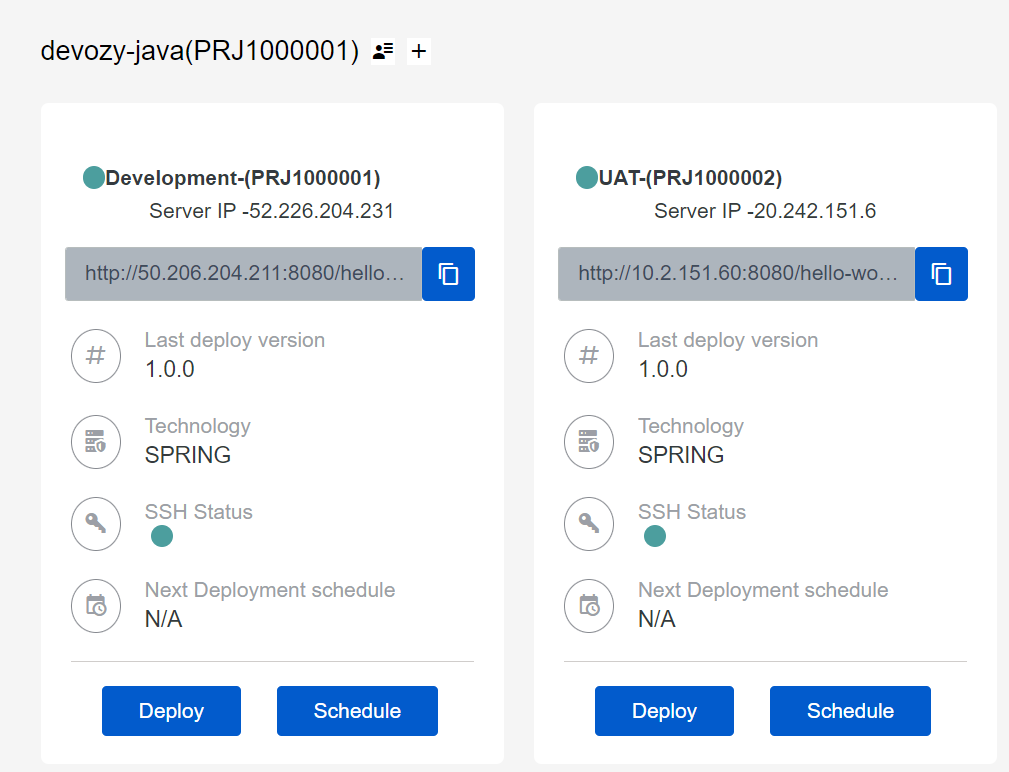 devozy-java(PRJ1000001)
Development-(PRJ1000001)
Server IP -52.226.204.231
http://50.206.204.211:8080/hello…
Last deploy version
1.0.0
Technology
SPRING
SSH Status
Next Deployment schedule
N/A
Deploy
Schedule
UAT-(PRJ1000002)
Server IP -20.242.151.6
http://10.2.151.60:8080/hello-wo…
Last deploy version
1.0.0
Technology
SPRING
SSH Status
Next Deployment schedule
N/A
Deploy
Schedule